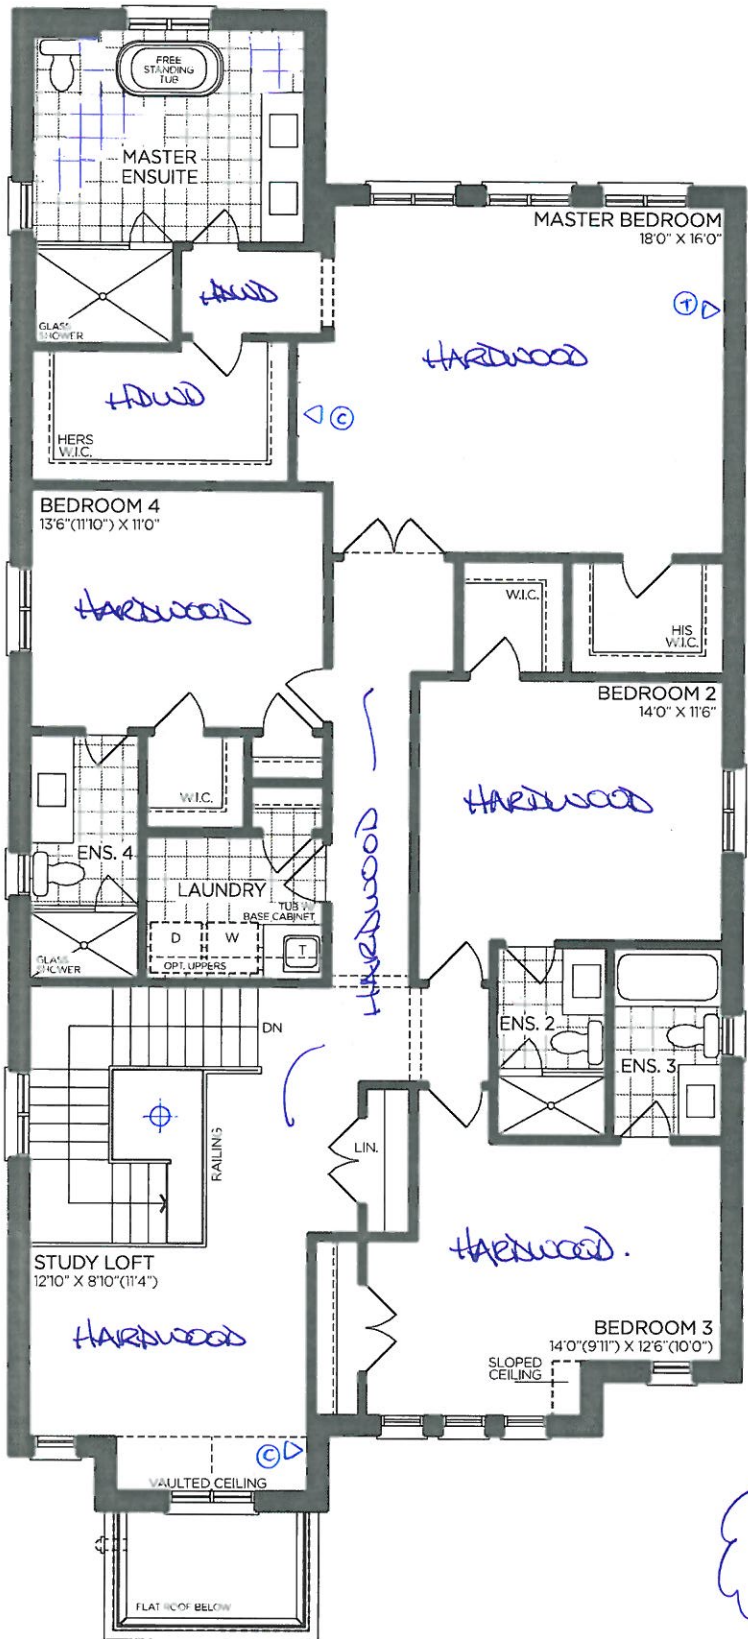 FREE
STANDING
TUB
MASTER
ENSUITE
MASTER BEDROOM
18'0" X 16'0"
T
HDWD
GLASS
SHOWER
HARDWOOD
HDWD
C
HERS
W.I.C.
BEDROOM 4
13'6"(11'10") X 11'0"
HARDWOOD
W.I.C.
HIS
W.I.C.
BEDROOM 2
14'0" X 11'6"
HARDWOOD
W.I.C.
HARDWOOD
ENS. 4
LAUNDRY
TUB W/
BASE CABINET
D W T
OPT. UPPERS
GLASS
SHOWER
DN
ENS. 2
ENS. 3
RAILING
LIN.
STUDY LOFT
12'10" X 8'10"(11'4")
HARDWOOD
HARDWOOD.
BEDROOM 3
14'0"(9'11") X 12'6"(10'0")
SLOPED
CEILING
C
VAULTED CEILING
FLAT ROOF BELOW